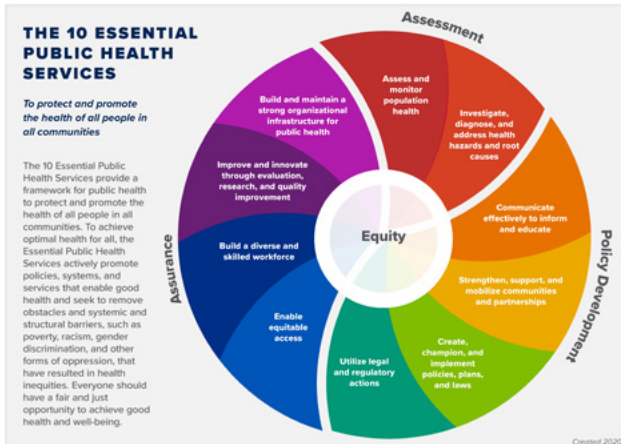 THE 10 ESSENTIAL
PUBLIC HEALTH
SERVICES
To protect and promote
the health of all people in
all communities
The 10 Essential Public
Health Services provide a
framework for public health
to protect and promote the
health of all people in all
communities. To achieve
optimal health for all, the
Essential Public Health
Services actively promote
policies, systems, and
services that enable good
health and seek to remove
obstacles and systemic and
structural barriers, such as
poverty, racism, gender
discrimination, and other
forms of oppression, that
have resulted in health
inequities. Everyone should
have a fair and just
opportunity to achieve good
health and well-being.
Assessment
Assess and
monitor
population
health
Investigate,
diagnose, and
address health
hazards and root
causes
Policy Development
Communicate
effectively to inform
and educate
Strengthen, support, and
mobilize communities
and partnerships
Create,
champion, and
implement
policies, plans,
and laws
Utilize legal
and regulatory
actions
Assurance
Enable
equitable
access
Build a diverse and
skilled workforce
Improve and innovate
through evaluation,
research, and quality
improvement
Build and maintain a
strong organizational
infrastructure for
public health
Equity
Created 2020